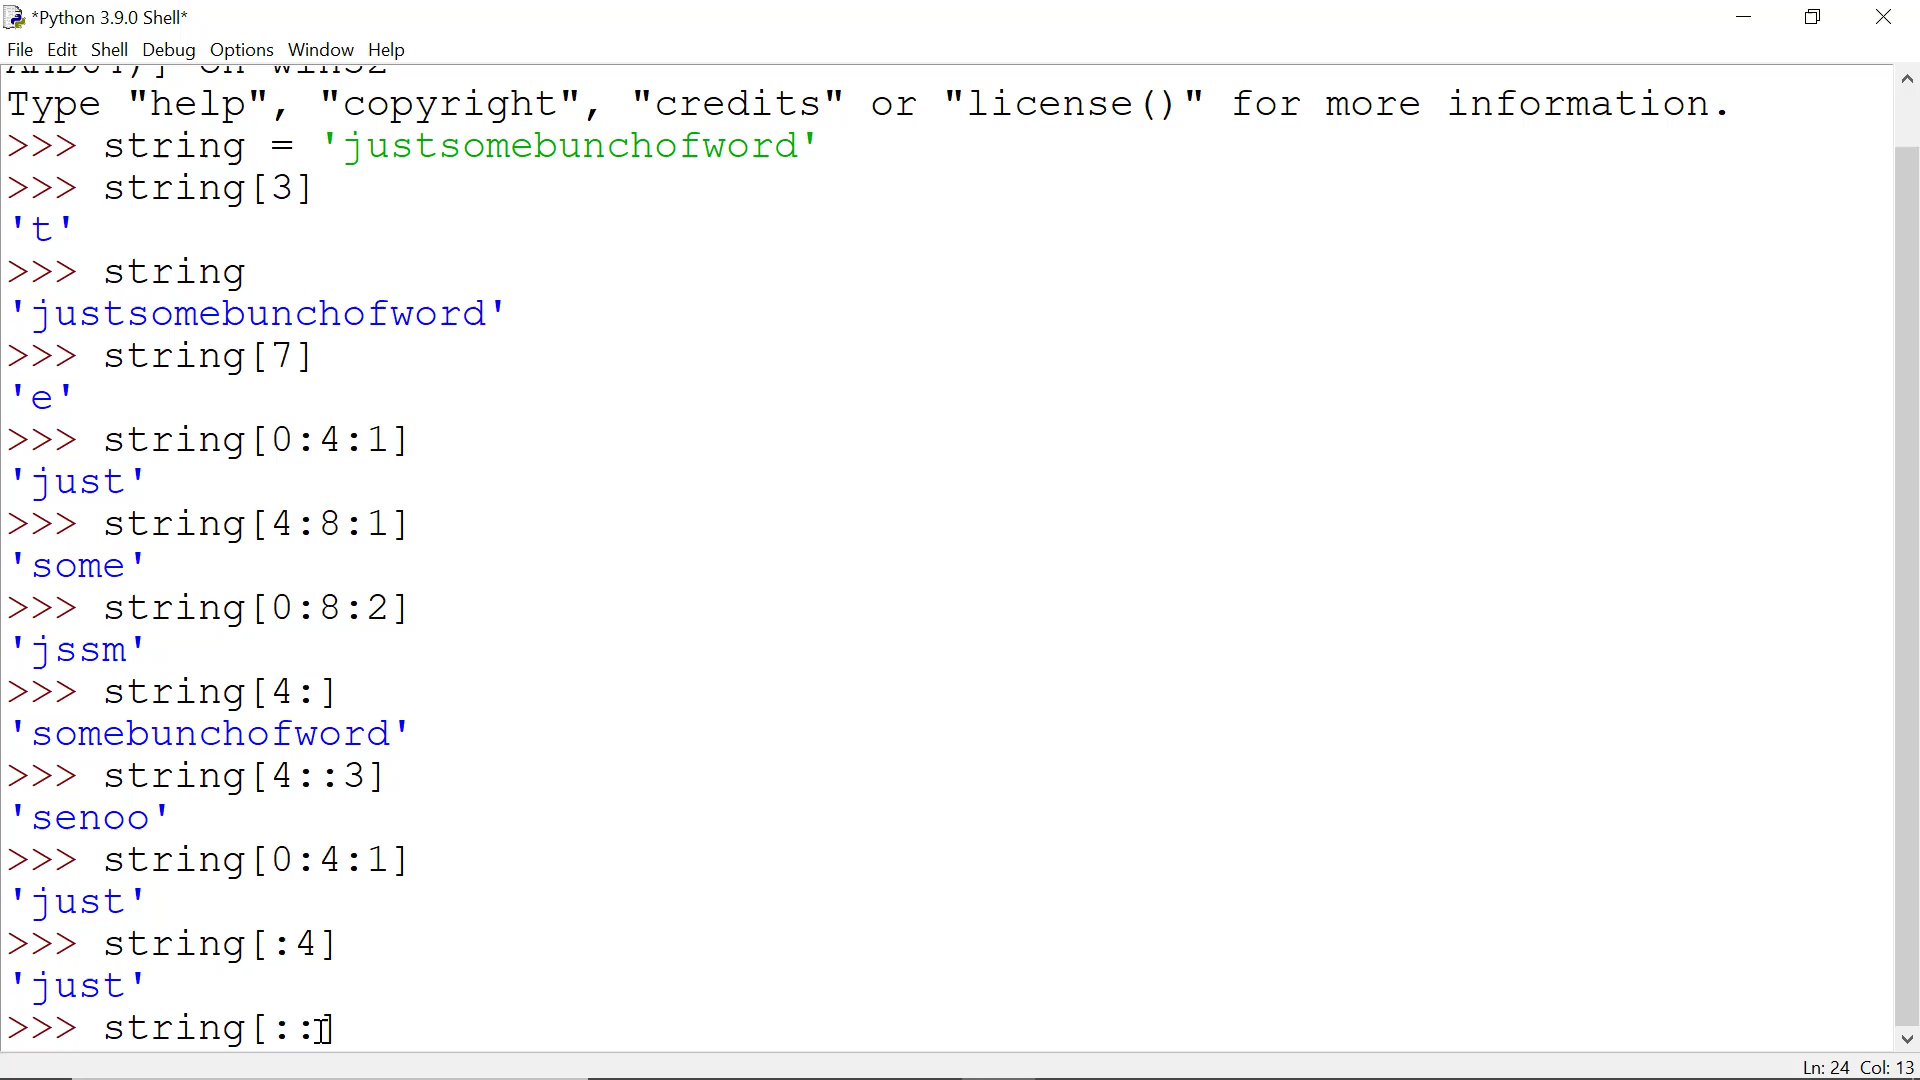 *Python 3.9.0 Shell*
File Edit Shell Debug Options Window Help
AMD64)] on win32
Type "help", "copyright", "credits" or "license()" for more information.
>>> string = 'justsomebunchofword'
>>> string[3]
't'
>>> string
'justsomebunchofword'
>>> string[7]
'e'
>>> string[0:4:1]
'just'
>>> string[4:8:1]
'some'
>>> string[0:8:2]
'jssm'
>>> string[4:]
'somebunchofword'
>>> string[4::3]
'senoo'
>>> string[0:4:1]
'just'
>>> string[:4]
'just'
>>> string[::]
Ln: 24 Col: 13